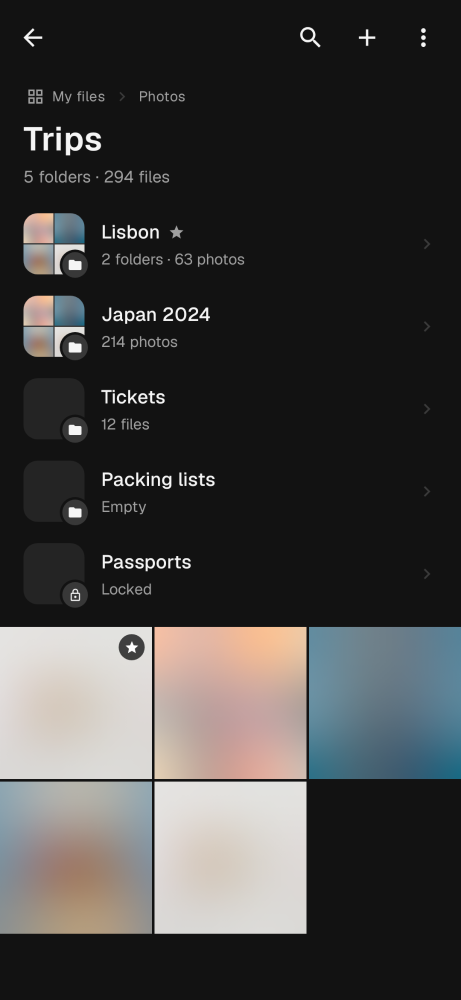 My files
Photos
Trips
5 folders · 294 files
Lisbon
2 folders · 63 photos
Japan 2024
214 photos
Tickets
12 files
Packing lists
Empty
Passports
Locked